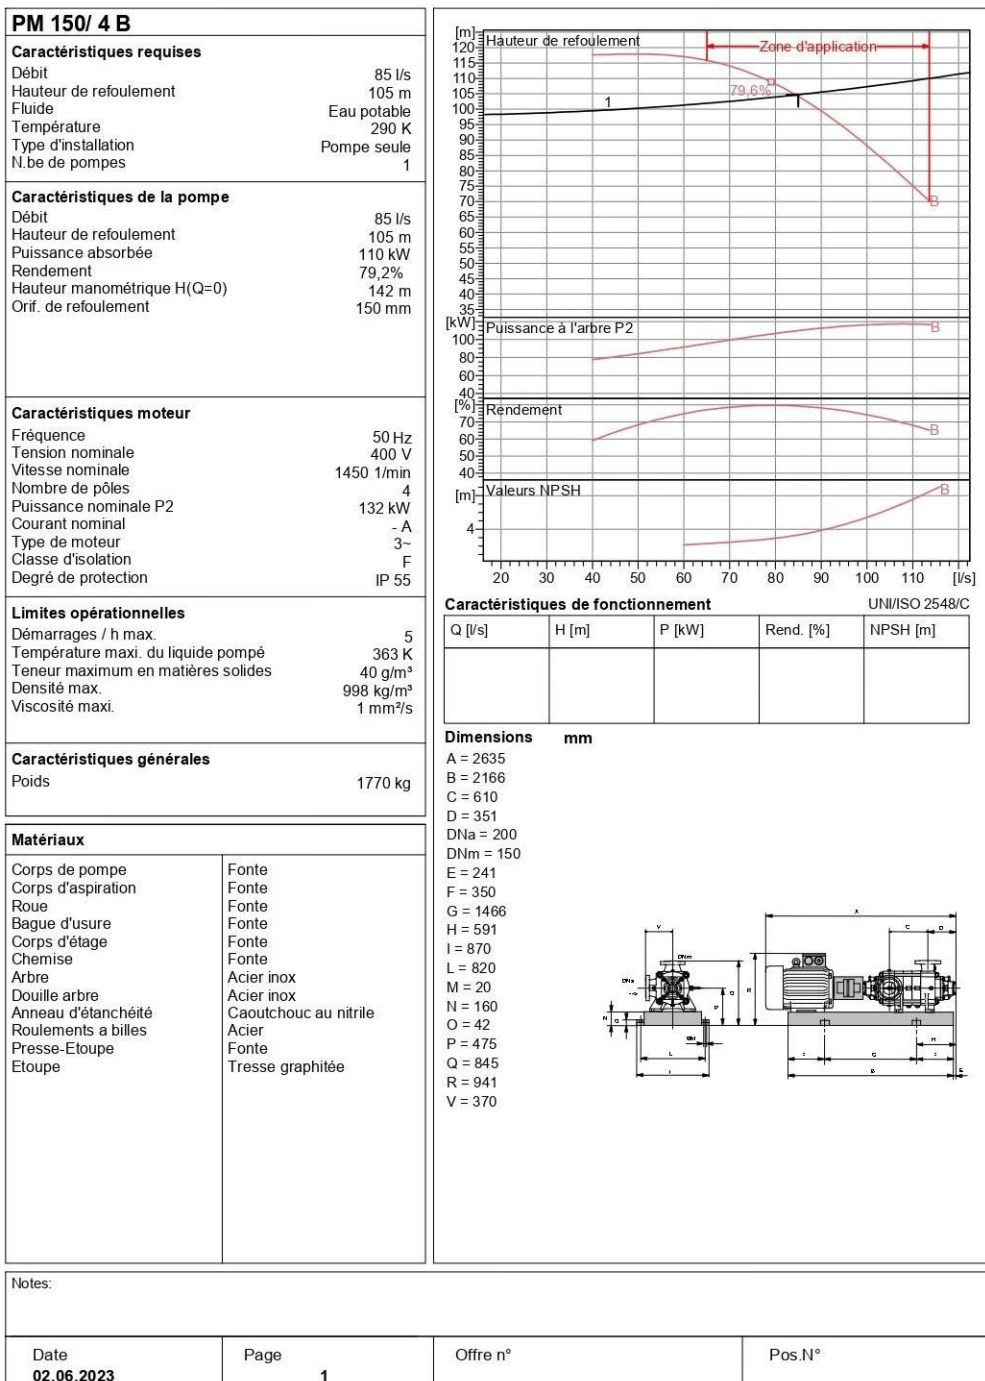 PM 150/ 4 B
Caractéristiques requises
Débit 85 l/s
Hauteur de refoulement 105 m
Fluide Eau potable
Température 290 K
Type d'installation Pompe seule
N.be de pompes 1
Caractéristiques de la pompe
Débit 85 l/s
Hauteur de refoulement 105 m
Puissance absorbée 110 kW
Rendement 79,2%
Hauteur manométrique H(Q=0) 142 m
Orif. de refoulement 150 mm
Caractéristiques moteur
Fréquence 50 Hz
Tension nominale 400 V
Vitesse nominale 1450 1/min
Nombre de pôles 4
Puissance nominale P2 132 kW
Courant nominal - A
Type de moteur 3~
Classe d'isolation F
Degré de protection IP 55
Limites opérationnelles
Démarrages / h max. 5
Température maxi. du liquide pompé 363 K
Teneur maximum en matières solides 40 g/m³
Densité max. 998 kg/m³
Viscosité maxi. 1 mm²/s
Caractéristiques générales
Poids 1770 kg
Matériaux
Corps de pompe Fonte
Corps d'aspiration Fonte
Roue Fonte
Bague d'usure Fonte
Corps d'étage Fonte
Chemise Fonte
Arbre Acier inox
Douille arbre Acier inox
Anneau d'étanchéité Caoutchouc au nitrile
Roulements a billes Acier
Presse-Etoupe Fonte
Etoupe Tresse graphitée
[m]
Hauteur de refoulement
Zone d'application
120
115
110
105
100
95
90
85
80
75
70
65
60
55
50
45
40
35
79,6%
1
B
[kW]
Puissance à l'arbre P2
100
80
60
40
B
[%]
Rendement
70
60
50
40
B
[m]
Valeurs NPSH
4
B
20 30 40 50 60 70 80 90 100 110 [l/s]
Caractéristiques de fonctionnement UNI/ISO 2548/C
Q [l/s] H [m] P [kW] Rend. [%] NPSH [m]
Dimensions mm
A = 2635
B = 2166
C = 610
D = 351
DNa = 200
DNm = 150
E = 241
F = 350
G = 1466
H = 591
I = 870
L = 820
M = 20
N = 160
O = 42
P = 475
Q = 845
R = 941
V = 370
Notes:
Date Page Offre n° Pos.N°
02.06.2023 1